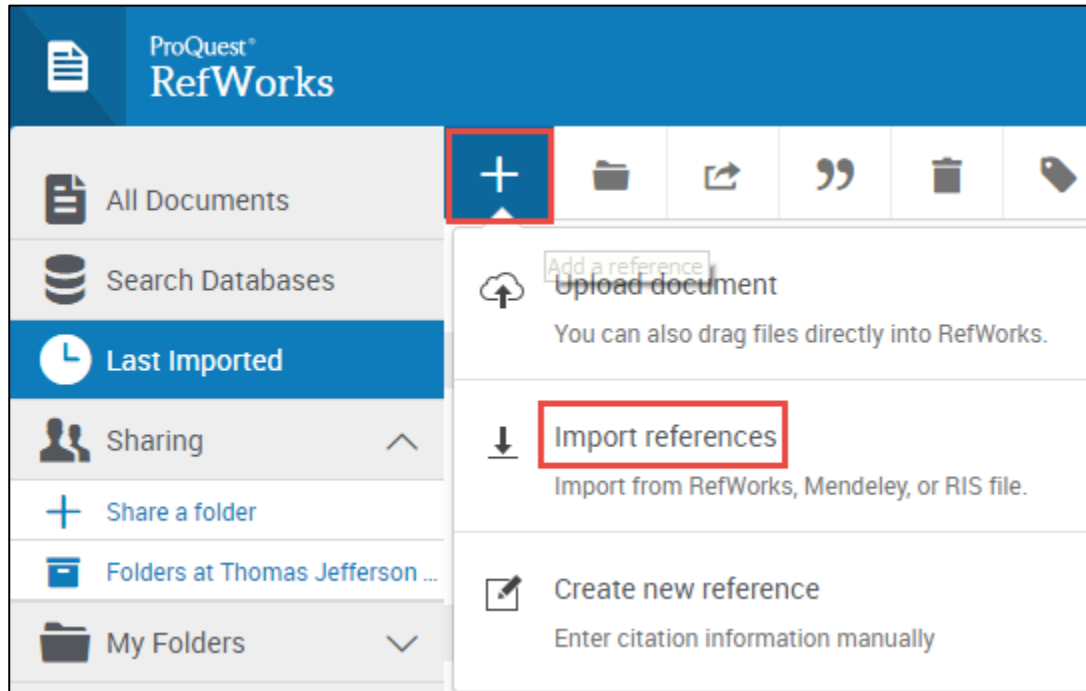 ProQuest®
RefWorks
All Documents
Search Databases
Last Imported
Sharing
Share a folder
Folders at Thomas Jefferson ...
My Folders
Add a reference
Upload document
You can also drag files directly into RefWorks.
Import references
Import from RefWorks, Mendeley, or RIS file.
Create new reference
Enter citation information manually